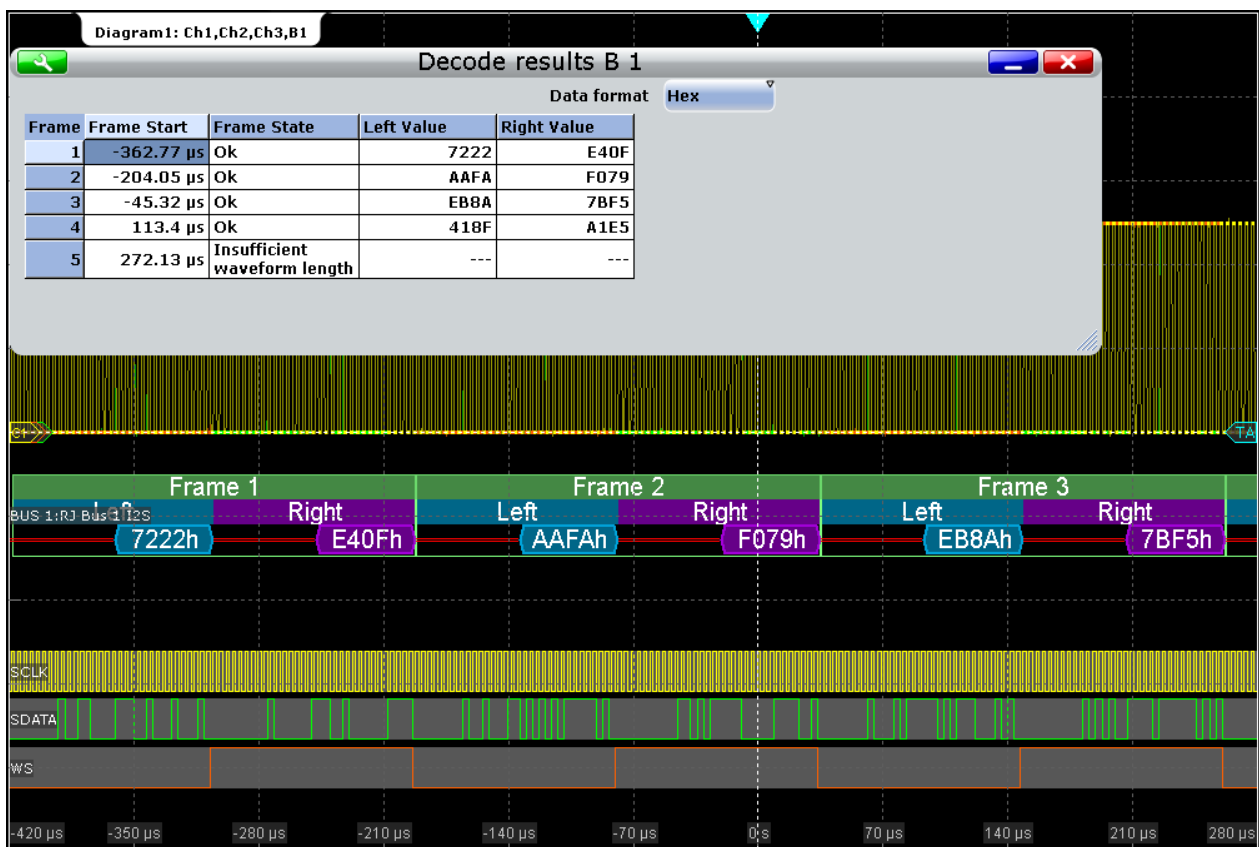 Diagram1: Ch1,Ch2,Ch3,B1
Decode results B 1
Data format Hex
Frame Frame Start Frame State Left Value Right Value
1 -362.77 µs Ok 7222 E40F
2 -204.05 µs Ok AAFA F079
3 -45.32 µs Ok EB8A 7BF5
4 113.4 µs Ok 418F A1E5
5 272.13 µs Insufficient waveform length --- ---
C1
TA
Frame 1 Frame 2 Frame 3
BUS 1:RJ Bus 1 I2S Left Right Left Right Left Right
7222h E40Fh AAFAh F079h EB8Ah 7BF5h
SCLK
SDATA
WS
-420 µs -350 µs -280 µs -210 µs -140 µs -70 µs 0 s 70 µs 140 µs 210 µs 280 µs